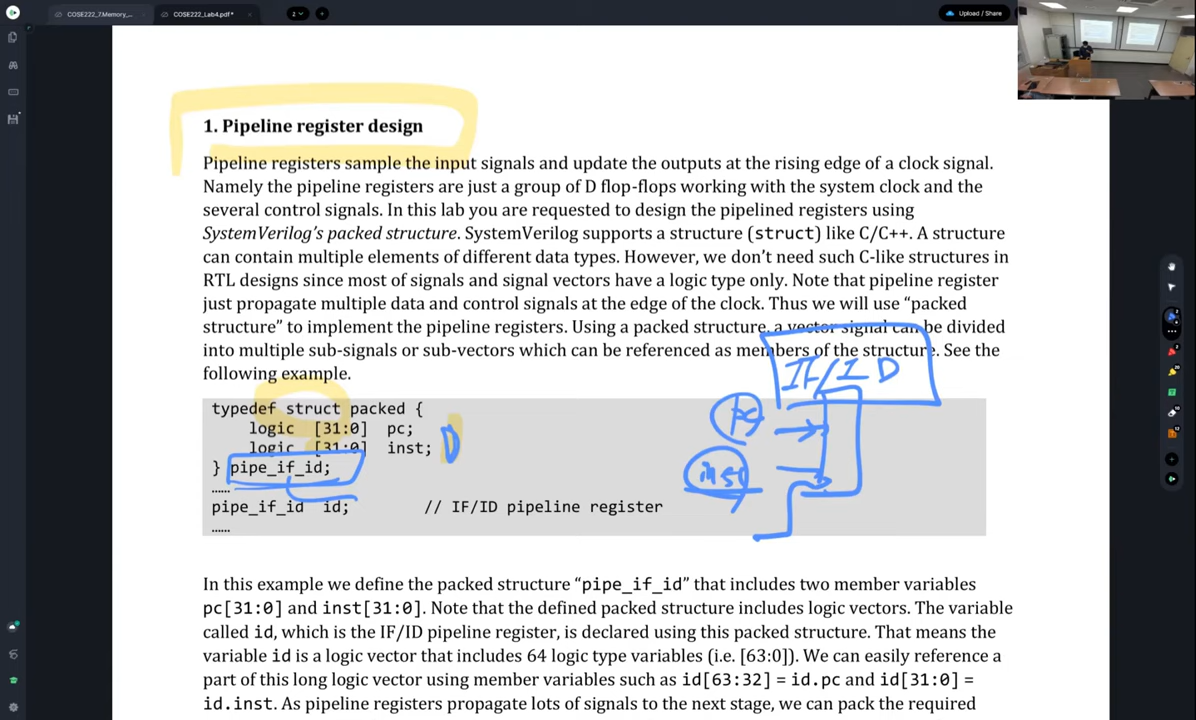 COSE222_7.Memory_...
COSE222_Lab4.pdf*
2
Upload / Share
1. Pipeline register design
Pipeline registers sample the input signals and update the outputs at the rising edge of a clock signal.
Namely the pipeline registers are just a group of D flop-flops working with the system clock and the
several control signals. In this lab you are requested to design the pipelined registers using
SystemVerilog's packed structure. SystemVerilog supports a structure (struct) like C/C++. A structure
can contain multiple elements of different data types. However, we don't need such C-like structures in
RTL designs since most of signals and signal vectors have a logic type only. Note that pipeline register
just propagate multiple data and control signals at the edge of the clock. Thus we will use “packed
structure” to implement the pipeline registers. Using a packed structure, a vector signal can be divided
into multiple sub-signals or sub-vectors which can be referenced as members of the structure. See the
following example.
IF/ID
typedef struct packed {
logic [31:0] pc;
pc
logic [31:0] inst;
} pipe_if_id;
inst
......
pipe_if_id id; // IF/ID pipeline register
......
In this example we define the packed structure “pipe_if_id” that includes two member variables
pc[31:0] and inst[31:0]. Note that the defined packed structure includes logic vectors. The variable
called id, which is the IF/ID pipeline register, is declared using this packed structure. That means the
variable id is a logic vector that includes 64 logic type variables (i.e. [63:0]). We can easily reference a
part of this long logic vector using member variables such as id[63:32] = id.pc and id[31:0] =
id.inst. As pipeline registers propagate lots of signals to the next stage, we can pack the required